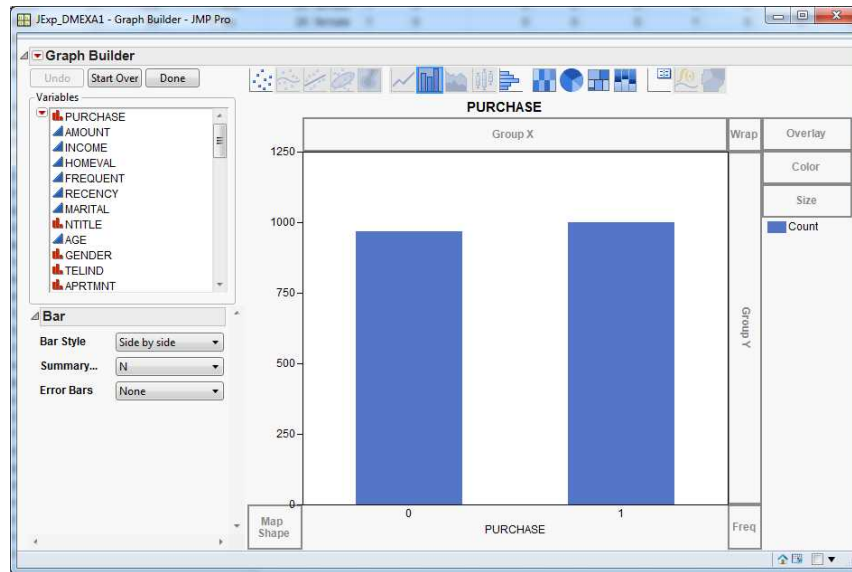 JExp_DMEXA1 - Graph Builder - JMP Pro
Graph Builder
Undo Start Over Done
Variables
PURCHASE
AMOUNT
INCOME
HOMEVAL
FREQUENT
RECENCY
MARITAL
NTITLE
AGE
GENDER
TELIND
APRTMNT
Bar
Bar Style Side by side
Summary... N
Error Bars None
PURCHASE
Group X
Wrap
Overlay
Color
Size
Count
Group Y
1250
1000
750
500
250
0
0 1
PURCHASE
Map
Shape
Freq